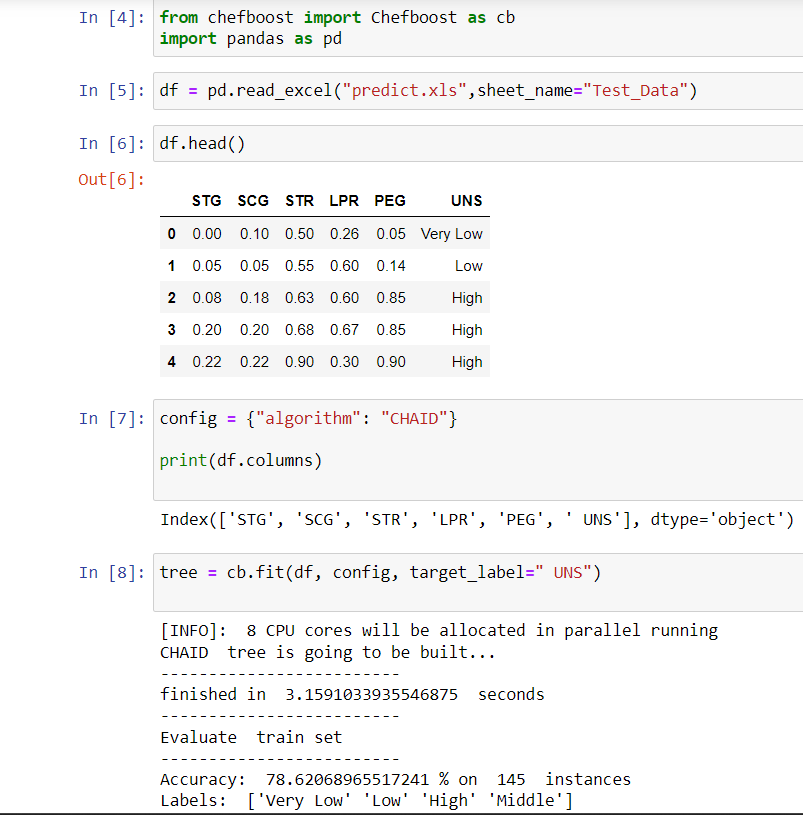 In [4]: from chefboost import Chefboost as cb
import pandas as pd
In [5]: df = pd.read_excel("predict.xls",sheet_name="Test_Data")
In [6]: df.head()
Out[6]:
STG SCG STR LPR PEG UNS
0 0.00 0.10 0.50 0.26 0.05 Very Low
1 0.05 0.05 0.55 0.60 0.14 Low
2 0.08 0.18 0.63 0.60 0.85 High
3 0.20 0.20 0.68 0.67 0.85 High
4 0.22 0.22 0.90 0.30 0.90 High
In [7]: config = {"algorithm": "CHAID"}
print(df.columns)
Index(['STG', 'SCG', 'STR', 'LPR', 'PEG', ' UNS'], dtype='object')
In [8]: tree = cb.fit(df, config, target_label=" UNS")
[INFO]:  8 CPU cores will be allocated in parallel running
CHAID  tree is going to be built...
-------------------------
finished in  3.1591033935546875  seconds
-------------------------
Evaluate  train set
-------------------------
Accuracy:  78.62068965517241 % on  145  instances
Labels:  ['Very Low' 'Low' 'High' 'Middle']